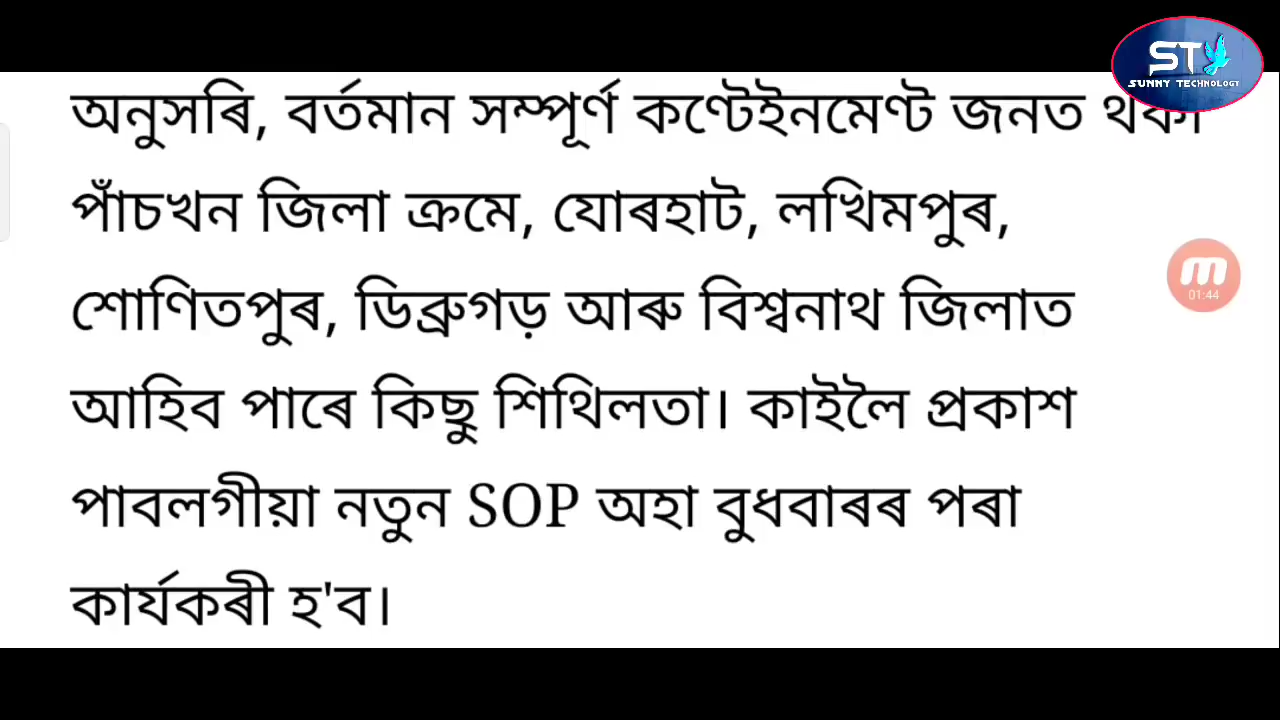 অনুসৰি, বৰ্তমান সম্পূৰ্ণ কণ্টেইনমেণ্ট জনত থকা
পাঁচখন জিলা ক্ৰমে, যোৰহাট, লখিমপুৰ,
শোণিতপুৰ, ডিব্ৰুগড় আৰু বিশ্বনাথ জিলাত
আহিব পাৰে কিছু শিথিলতা। কাইলৈ প্ৰকাশ
পাবলগীয়া নতুন SOP অহা বুধবাৰৰ পৰা
কাৰ্যকৰী হ'ব।
ST
SUNNY TECHNOLOGY
01:44